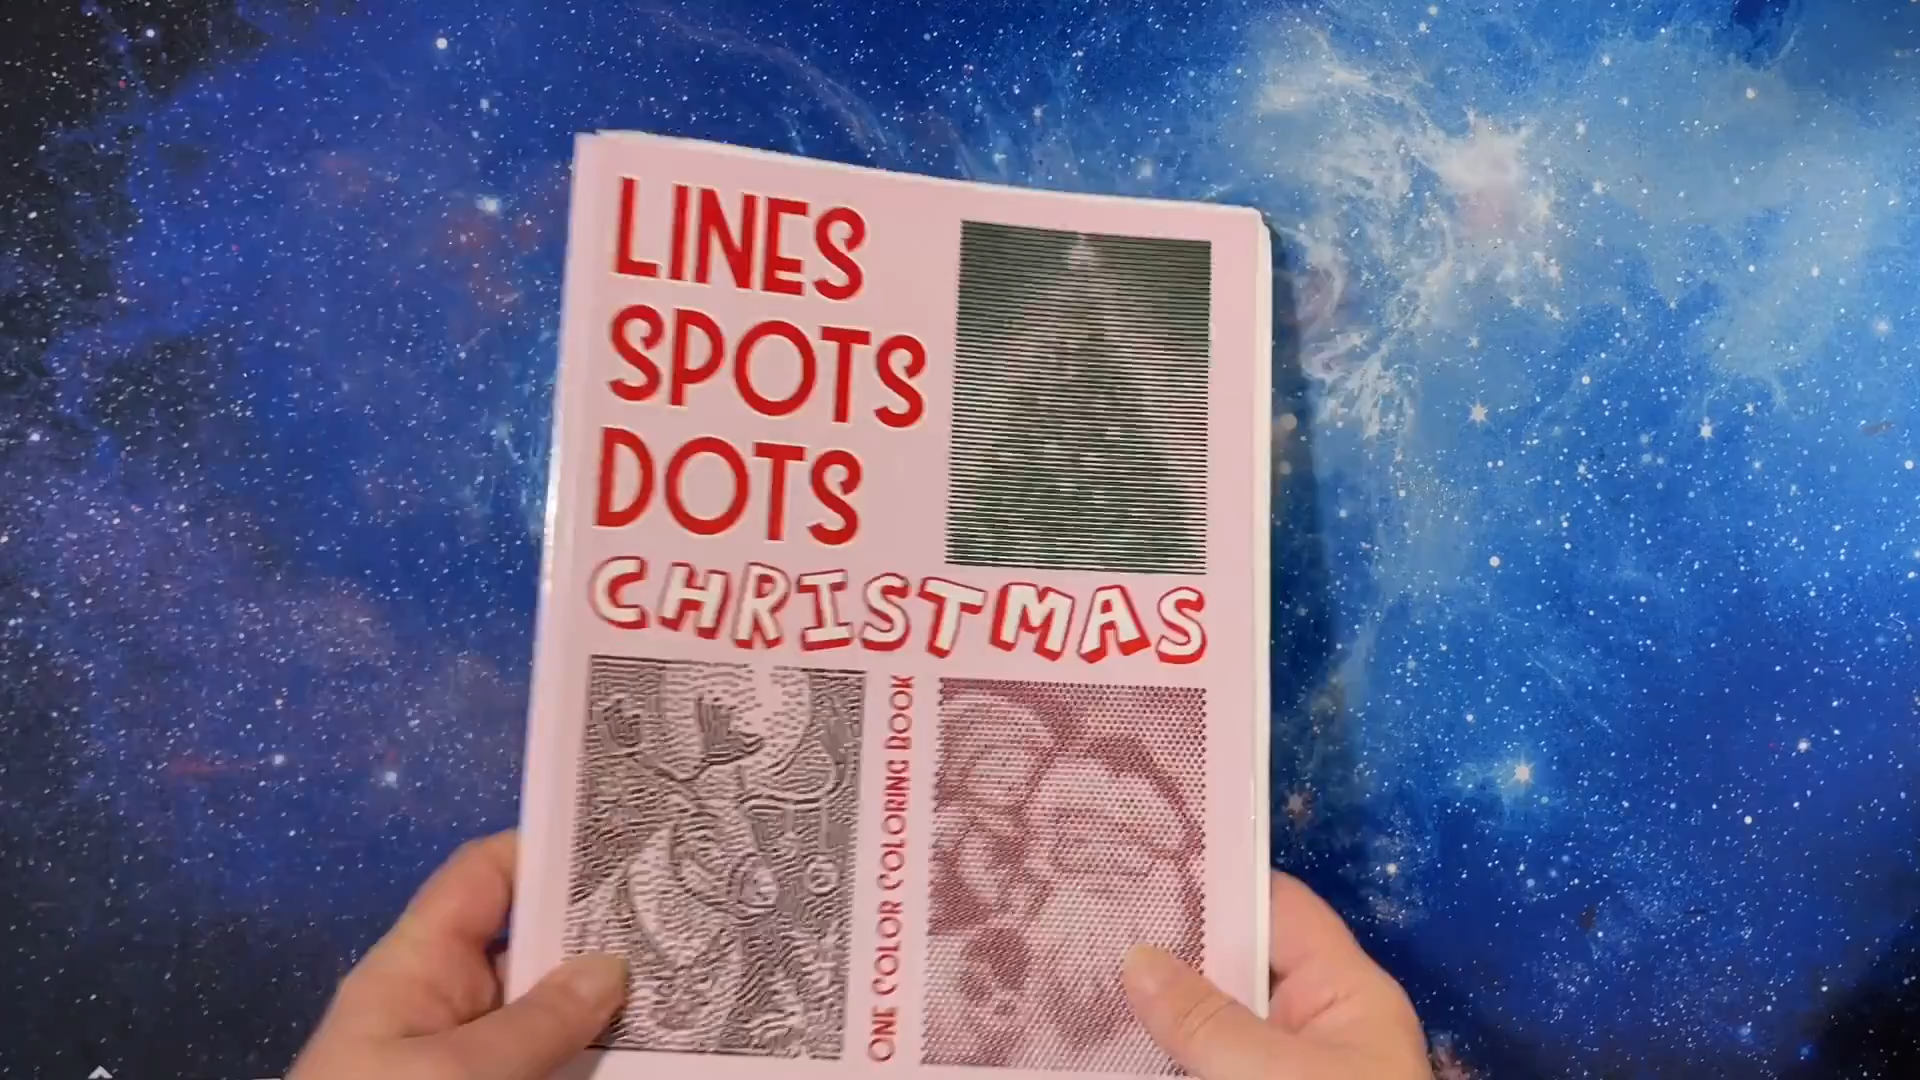 LINES
SPOTS
DOTS
CHRISTMAS
ONE COLOR COLORING BOOK